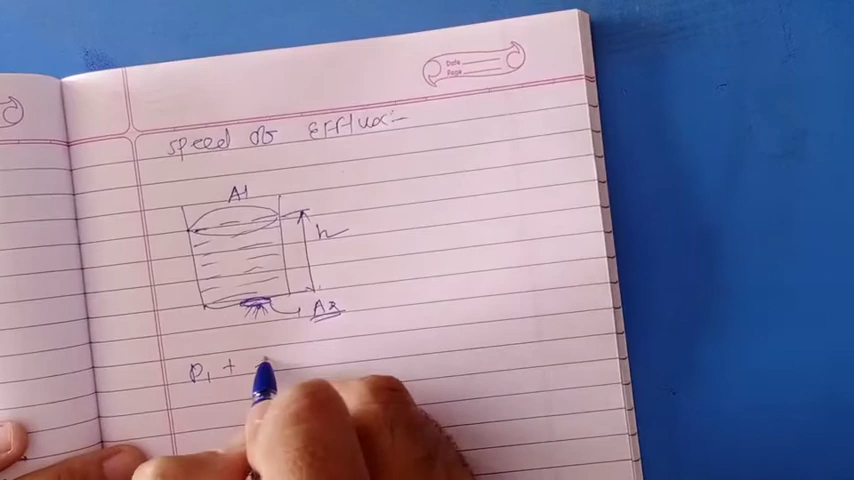 Date
Page
speed of Efflux:-
A1
h
A2
P1 +